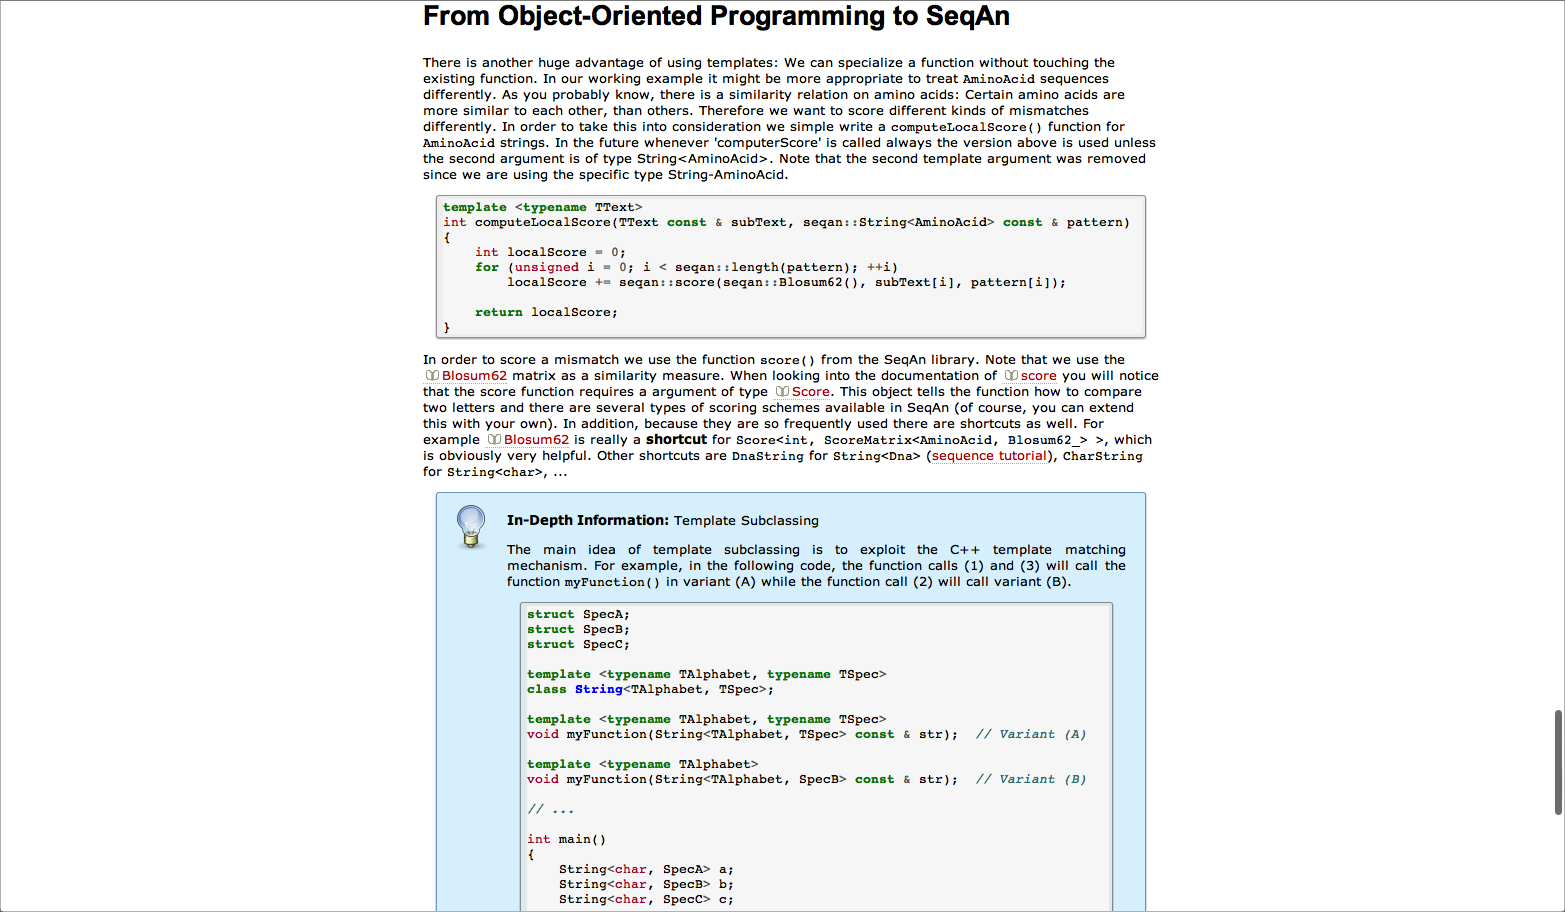 From Object-Oriented Programming to SeqAn
There is another huge advantage of using templates: We can specialize a function without touching the
existing function. In our working example it might be more appropriate to treat AminoAcid sequences
differently. As you probably know, there is a similarity relation on amino acids: Certain amino acids are
more similar to each other, than others. Therefore we want to score different kinds of mismatches
differently. In order to take this into consideration we simple write a computeLocalScore() function for
AminoAcid strings. In the future whenever 'computerScore' is called always the version above is used unless
the second argument is of type String<AminoAcid>. Note that the second template argument was removed
since we are using the specific type String-AminoAcid.
template <typename TText>
int computeLocalScore(TText const & subText, seqan::String<AminoAcid> const & pattern)
{
    int localScore = 0;
    for (unsigned i = 0; i < seqan::length(pattern); ++i)
        localScore += seqan::score(seqan::Blosum62(), subText[i], pattern[i]);
    return localScore;
}
In order to score a mismatch we use the function score() from the SeqAn library. Note that we use the
Blosum62 matrix as a similarity measure. When looking into the documentation of score you will notice
that the score function requires a argument of type Score. This object tells the function how to compare
two letters and there are several types of scoring schemes available in SeqAn (of course, you can extend
this with your own). In addition, because they are so frequently used there are shortcuts as well. For
example Blosum62 is really a shortcut for Score<int, ScoreMatrix<AminoAcid, Blosum62_> >, which
is obviously very helpful. Other shortcuts are DnaString for String<Dna> (sequence tutorial), CharString
for String<char>, ...
In-Depth Information: Template Subclassing
The main idea of template subclassing is to exploit the C++ template matching
mechanism. For example, in the following code, the function calls (1) and (3) will call the
function myFunction() in variant (A) while the function call (2) will call variant (B).
struct SpecA;
struct SpecB;
struct SpecC;
template <typename TAlphabet, typename TSpec>
class String<TAlphabet, TSpec>;
template <typename TAlphabet, typename TSpec>
void myFunction(String<TAlphabet, TSpec> const & str);  // Variant (A)
template <typename TAlphabet>
void myFunction(String<TAlphabet, SpecB> const & str);  // Variant (B)
// ...
int main()
{
    String<char, SpecA> a;
    String<char, SpecB> b;
    String<char, SpecC> c;